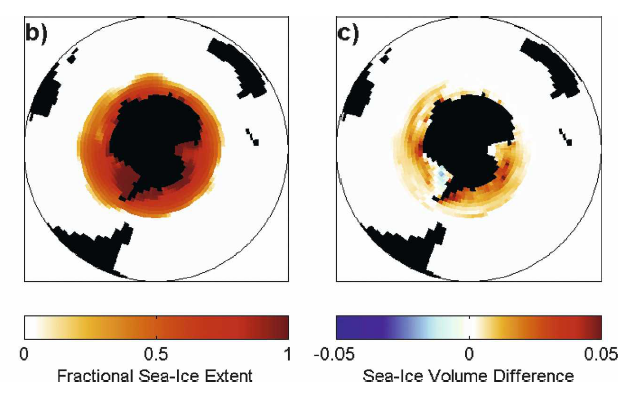 b)
c)
0 0.5 1
-0.05 0 0.05
Fractional Sea-Ice Extent
Sea-Ice Volume Difference